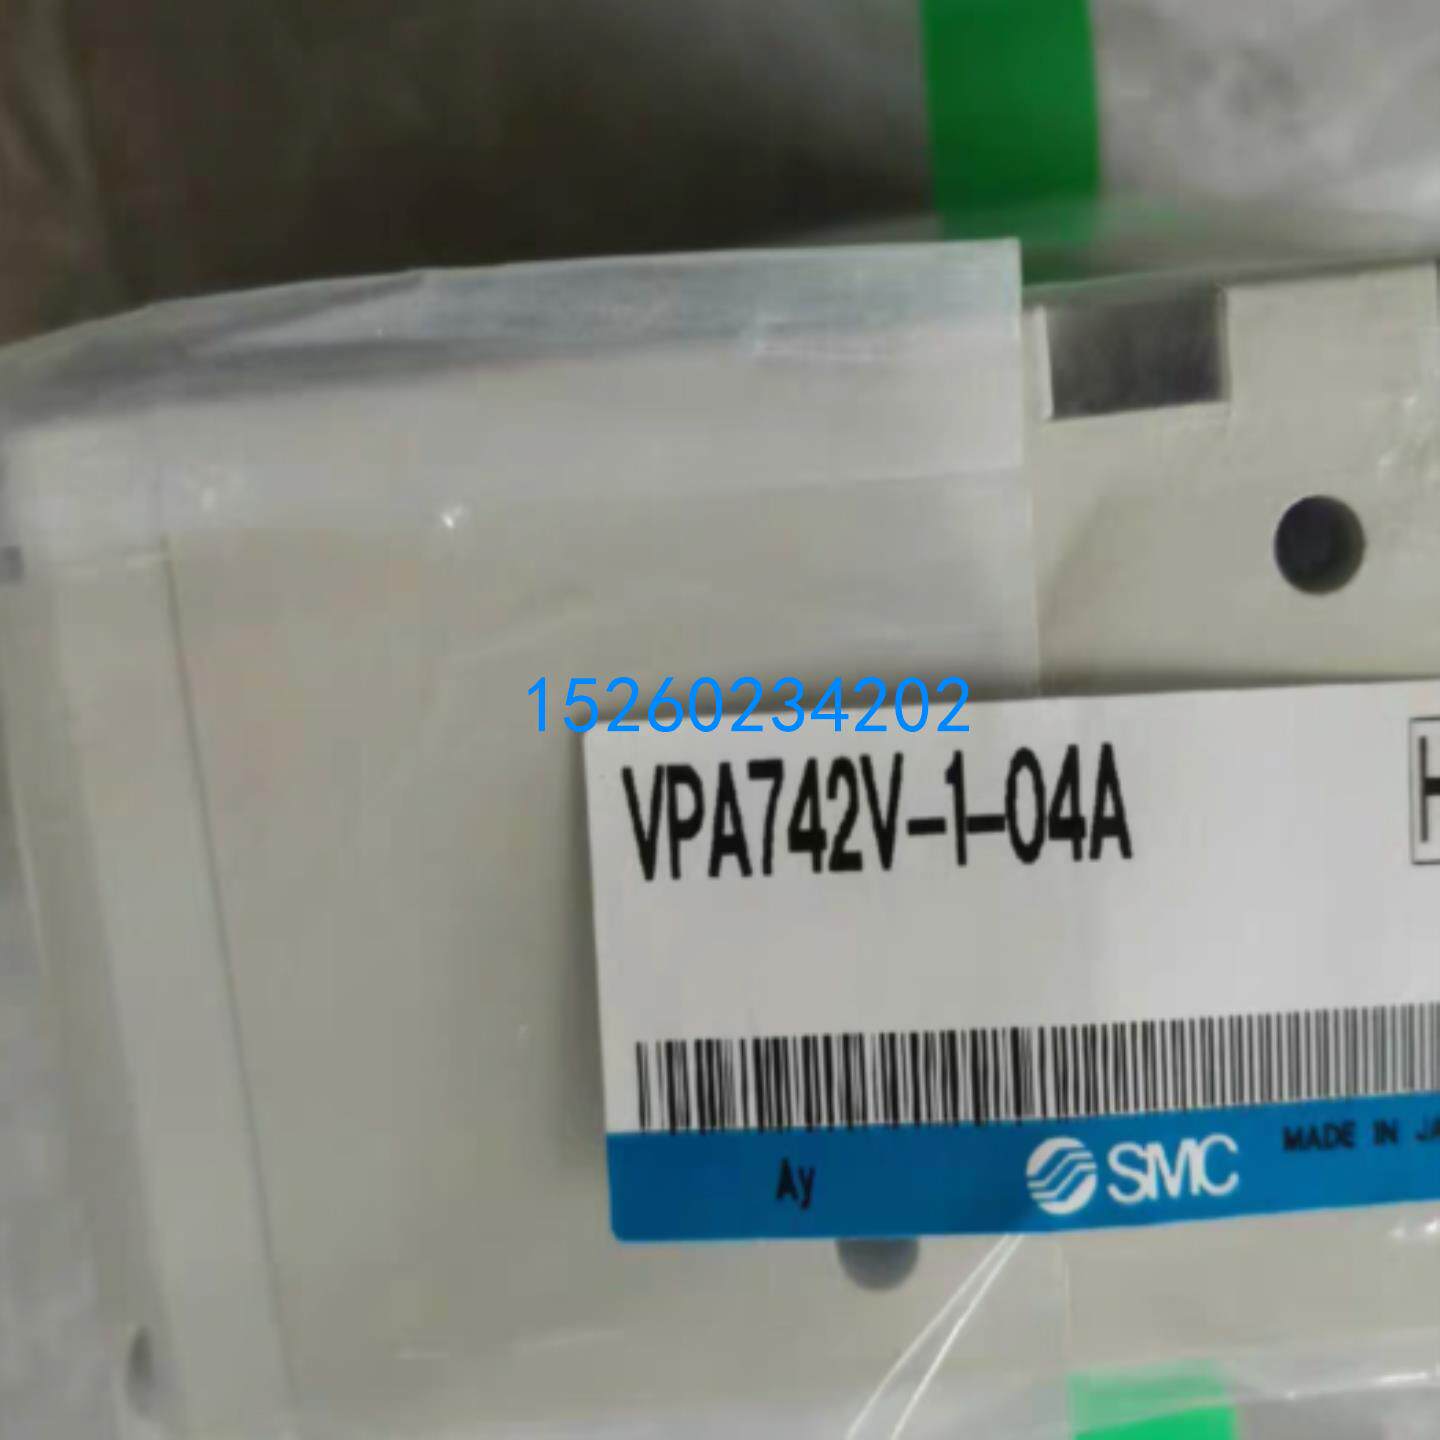 15260234202
VPA742V-1-04A
H
Ay
SMC
MADE IN JA